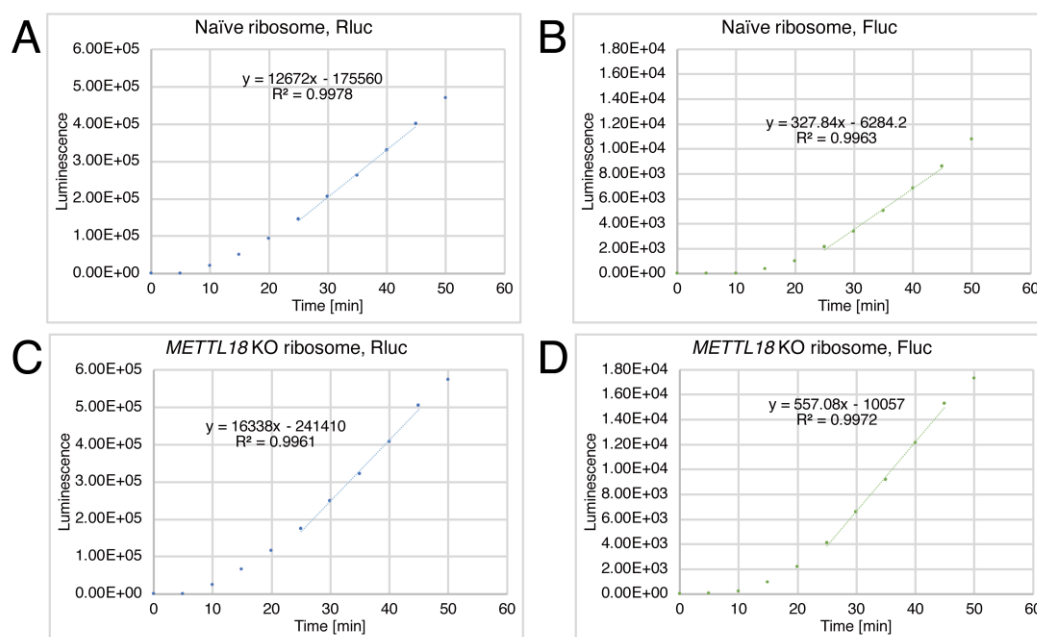 A
Naïve ribosome, Rluc
6.00E+05
5.00E+05
4.00E+05
3.00E+05
2.00E+05
1.00E+05
0.00E+00
Luminescence
y = 12672x - 175560
R² = 0.9978
0 10 20 30 40 50 60
Time [min]
B
Naïve ribosome, Fluc
1.80E+04
1.60E+04
1.40E+04
1.20E+04
1.00E+04
8.00E+03
6.00E+03
4.00E+03
2.00E+03
0.00E+00
Luminescence
y = 327.84x - 6284.2
R² = 0.9963
0 10 20 30 40 50 60
Time [min]
C
METTL18 KO ribosome, Rluc
6.00E+05
5.00E+05
4.00E+05
3.00E+05
2.00E+05
1.00E+05
0.00E+00
Luminescence
y = 16338x - 241410
R² = 0.9961
0 10 20 30 40 50 60
Time [min]
D
METTL18 KO ribosome, Fluc
1.80E+04
1.60E+04
1.40E+04
1.20E+04
1.00E+04
8.00E+03
6.00E+03
4.00E+03
2.00E+03
0.00E+00
Luminescence
y = 557.08x - 10057
R² = 0.9972
0 10 20 30 40 50 60
Time [min]